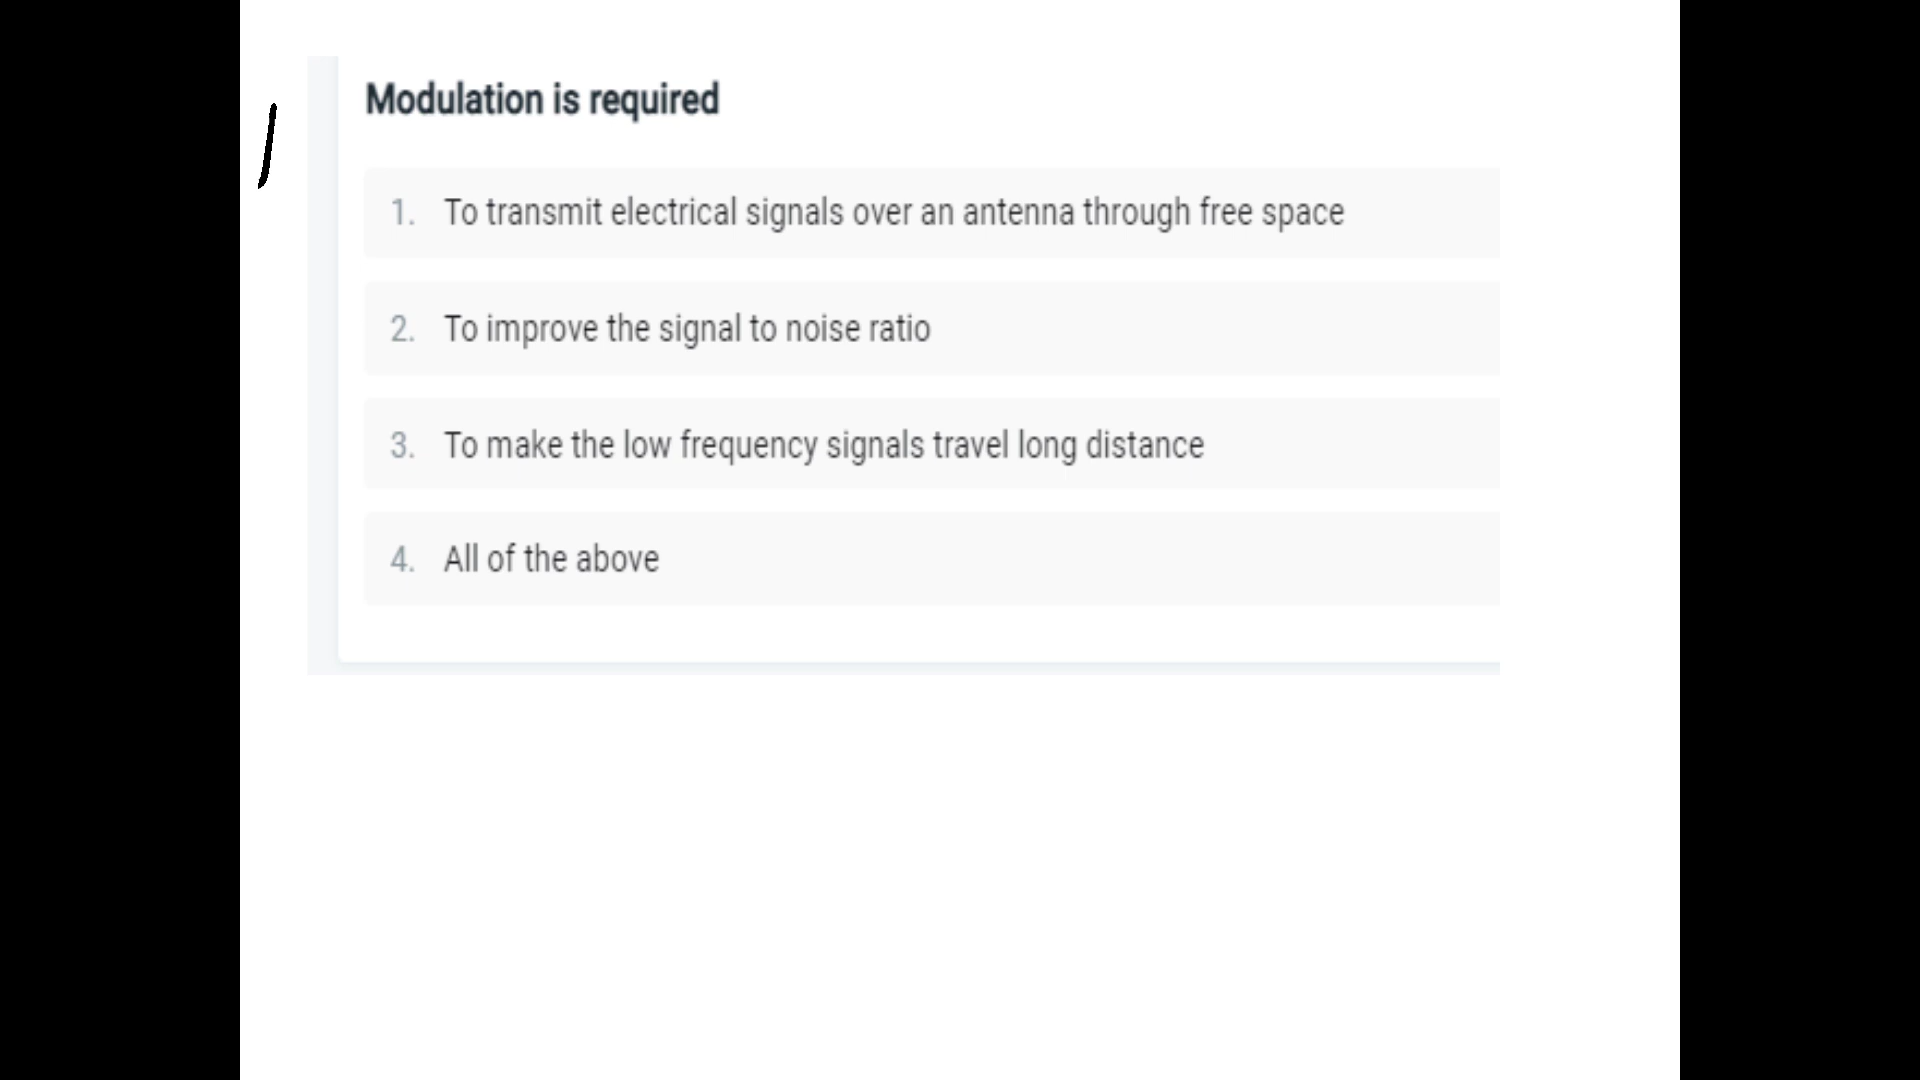 Modulation is required
1. To transmit electrical signals over an antenna through free space
2. To improve the signal to noise ratio
3. To make the low frequency signals travel long distance
4. All of the above